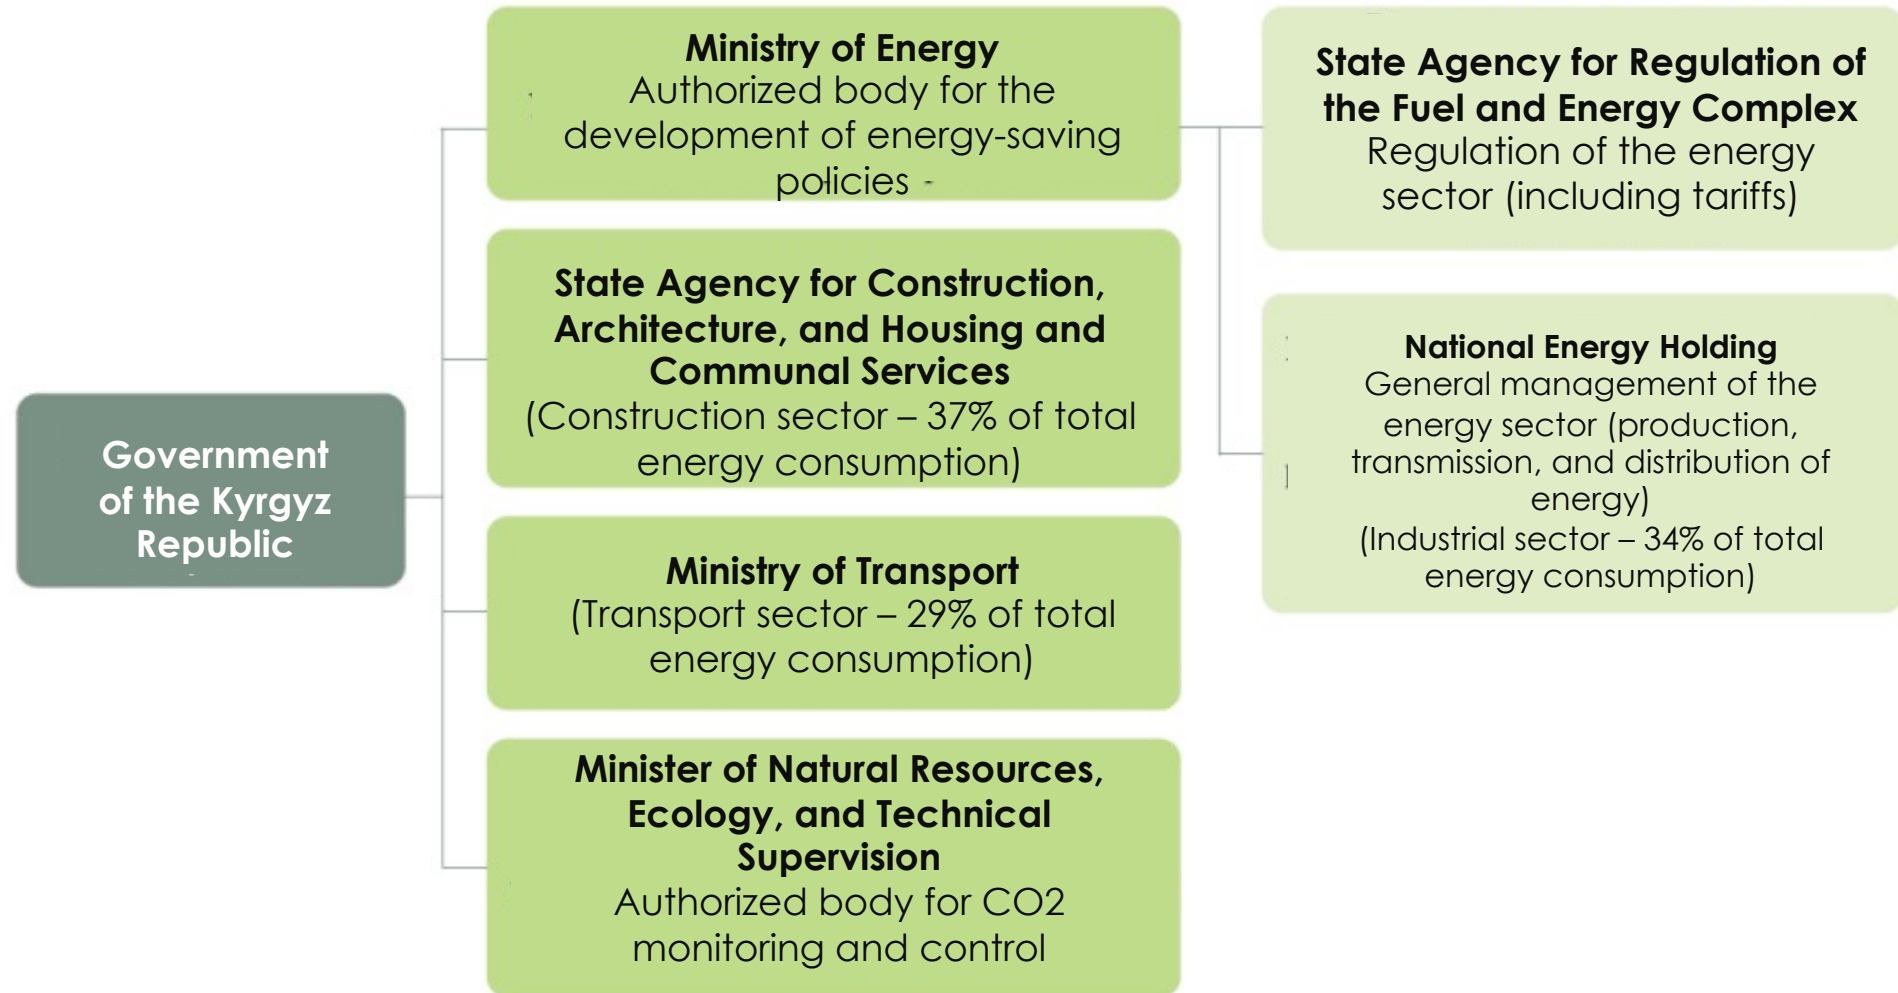 Government
of the Kyrgyz
Republic
Ministry of Energy
Authorized body for the
development of energy-saving
policies -
State Agency for Construction,
Architecture, and Housing and
Communal Services
(Construction sector – 37% of total
energy consumption)
Ministry of Transport
(Transport sector – 29% of total
energy consumption)
Minister of Natural Resources,
Ecology, and Technical
Supervision
Authorized body for CO2
monitoring and control
State Agency for Regulation of
the Fuel and Energy Complex
Regulation of the energy
sector (including tariffs)
National Energy Holding
General management of the
energy sector (production,
transmission, and distribution of
energy)
(Industrial sector – 34% of total
energy consumption)